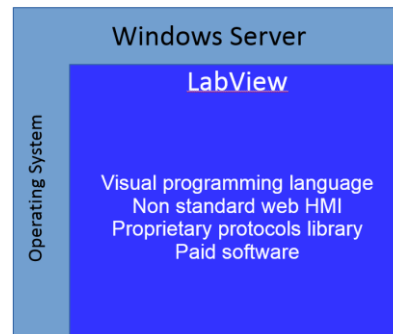 Windows Server
LabView
Operating System
Visual programming language
Non standard web HMI
Proprietary protocols library
Paid software